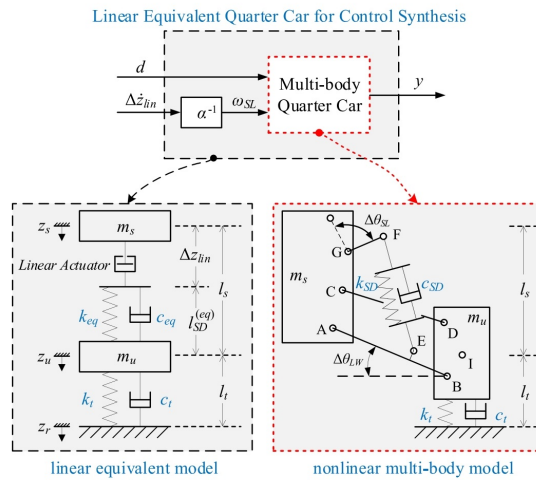 Linear Equivalent Quarter Car for Control Synthesis
d
Multi-body
Quarter Car
y
Δż_lin
α⁻¹
ω_SL
z_s
m_s
Linear Actuator
Δz_lin
l_s
k_eq
c_eq
l_SD^(eq)
z_u
m_u
k_t
c_t
l_t
z_r
linear equivalent model
Δθ_SL
F
G
m_s
k_SD
c_SD
l_s
C
D
m_u
A
E
I
Δθ_LW
B
k_t
c_t
l_t
nonlinear multi-body model